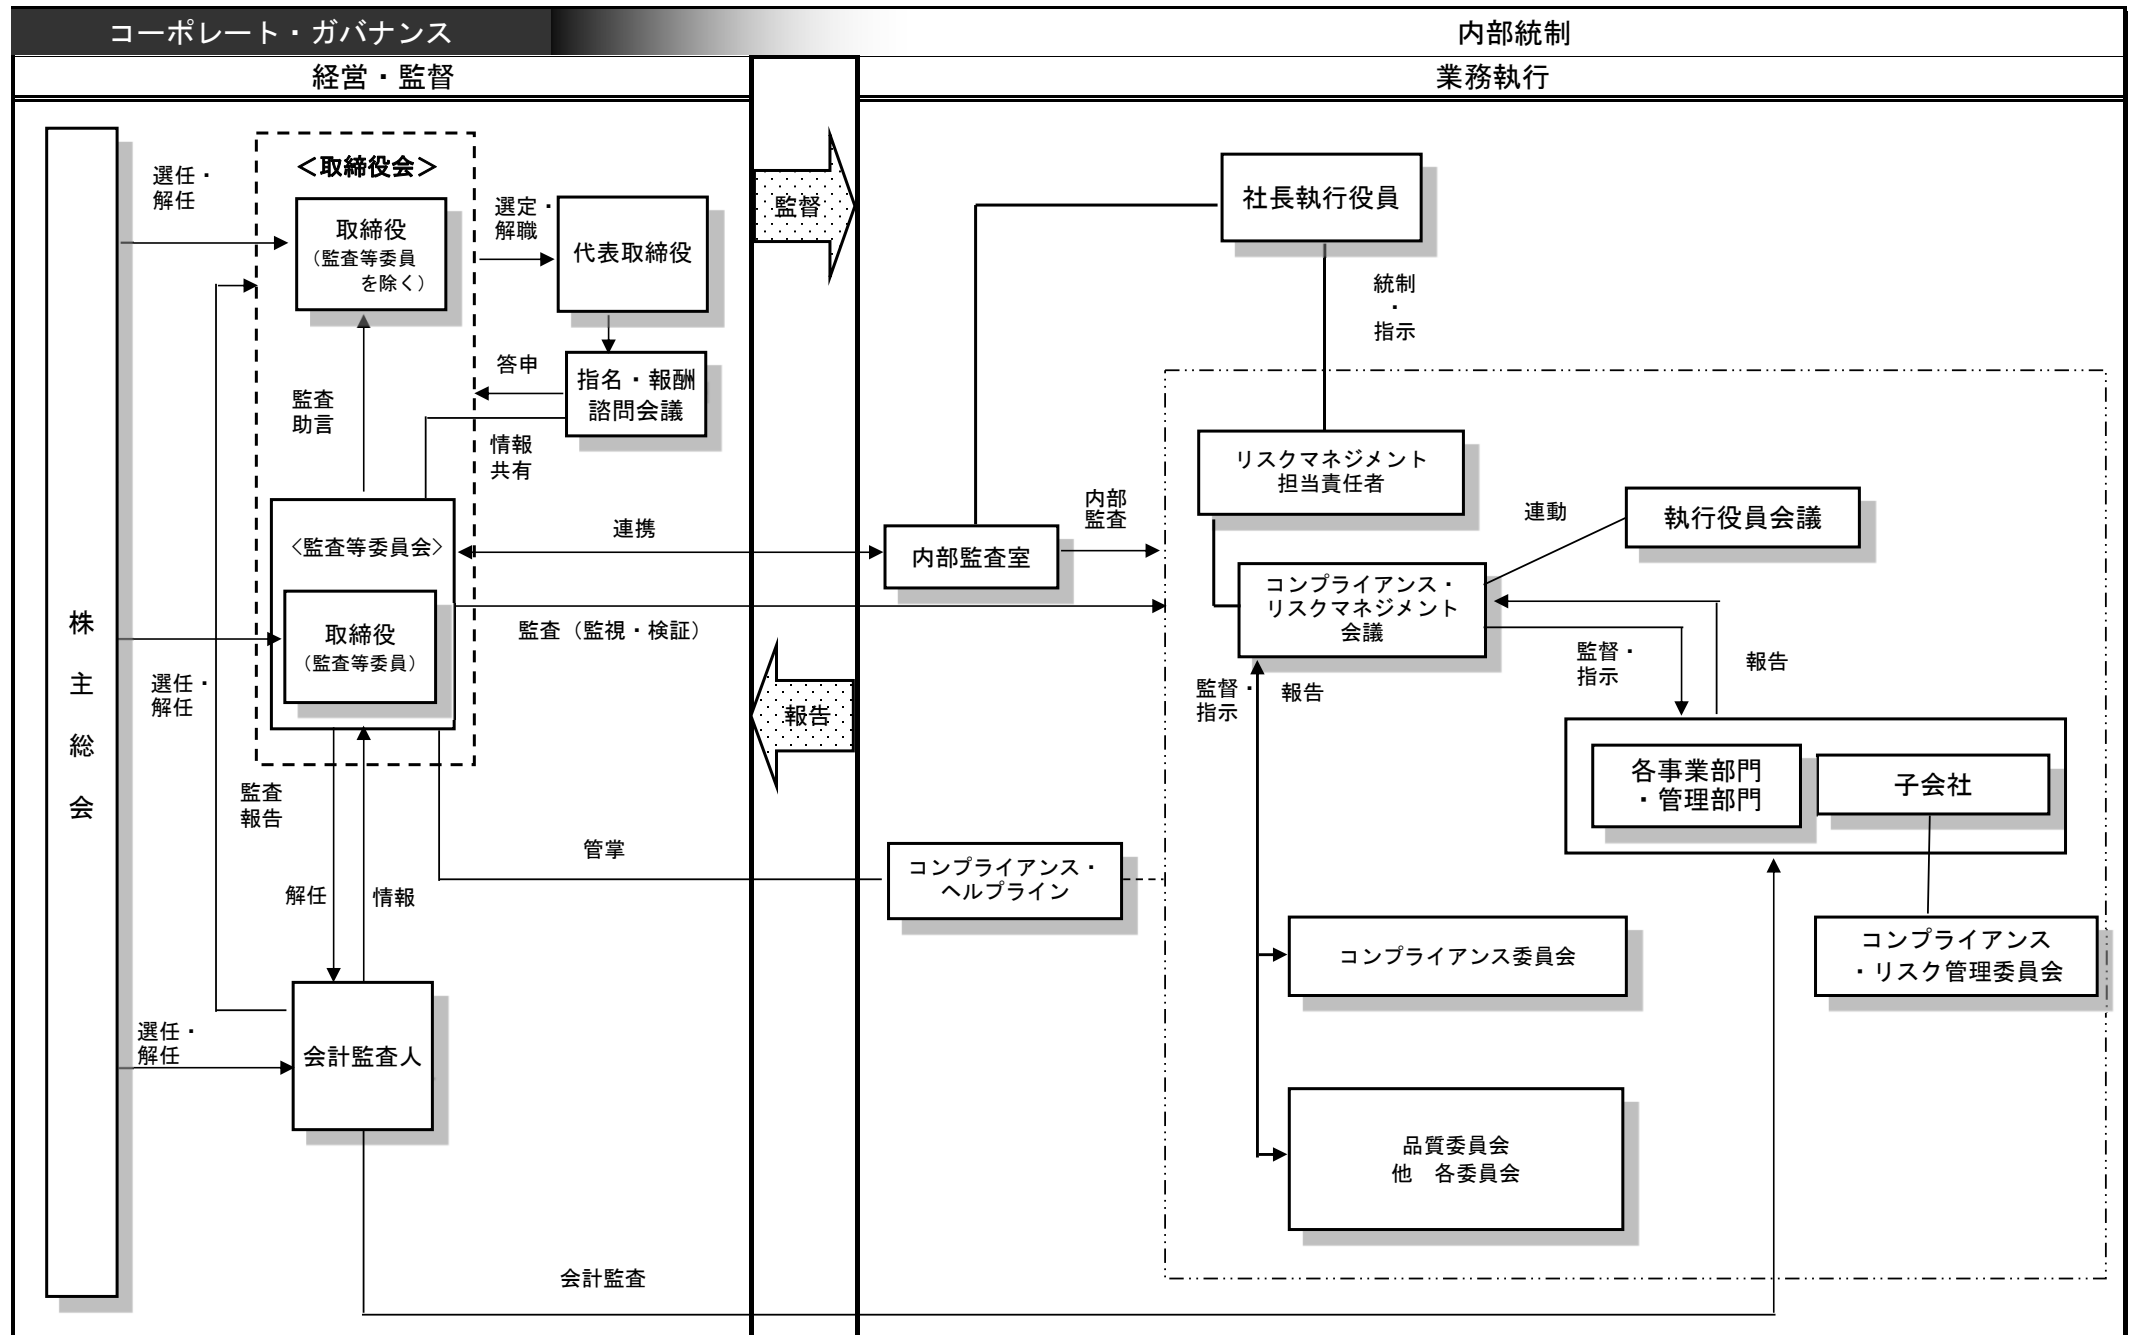 コーポレート・ガバナンス
内部統制
経営・監督
業務執行
株主総会
選任・
解任
＜取締役会＞
取締役
（監査等委員
を除く）
選定・
解職
代表取締役
監督
答申
指名・報酬
諮問会議
監査
助言
情報
共有
〈監査等委員会〉
取締役
（監査等委員）
選任・
解任
連携
監査（監視・検証）
報告
監査
報告
管掌
解任
情報
選任・
解任
会計監査人
会計監査
社長執行役員
統制
・
指示
リスクマネジメント
担当責任者
内部
監査
内部監査室
連動
執行役員会議
コンプライアンス・
リスクマネジメント
会議
監督・
指示
報告
監督・
指示
報告
各事業部門
・管理部門
子会社
コンプライアンス・
ヘルプライン
コンプライアンス委員会
コンプライアンス
・リスク管理委員会
品質委員会
他　各委員会